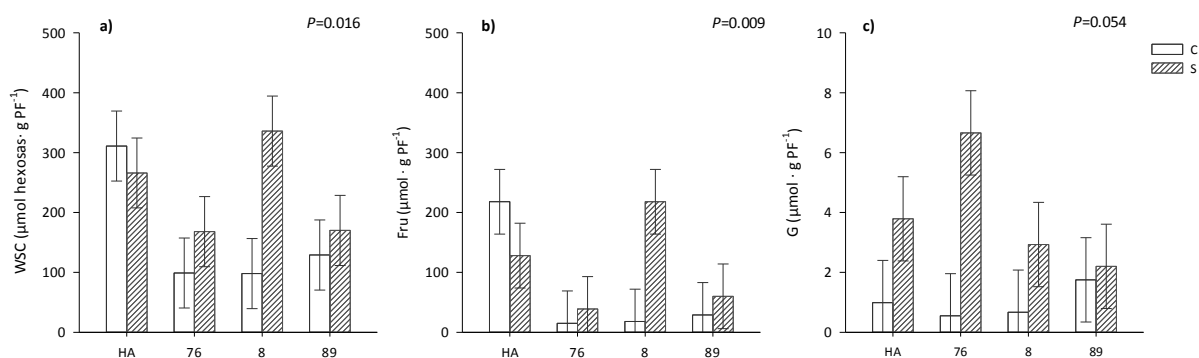 a)
P=0.016
WSC (µmol hexosas· g PF⁻¹)
500
400
300
200
100
0
HA 76 8 89
b)
P=0.009
Fru (µmol · g PF⁻¹)
500
400
300
200
100
0
HA 76 8 89
c)
P=0.054
G (µmol · g PF⁻¹)
10
8
6
4
2
0
HA 76 8 89
C
S